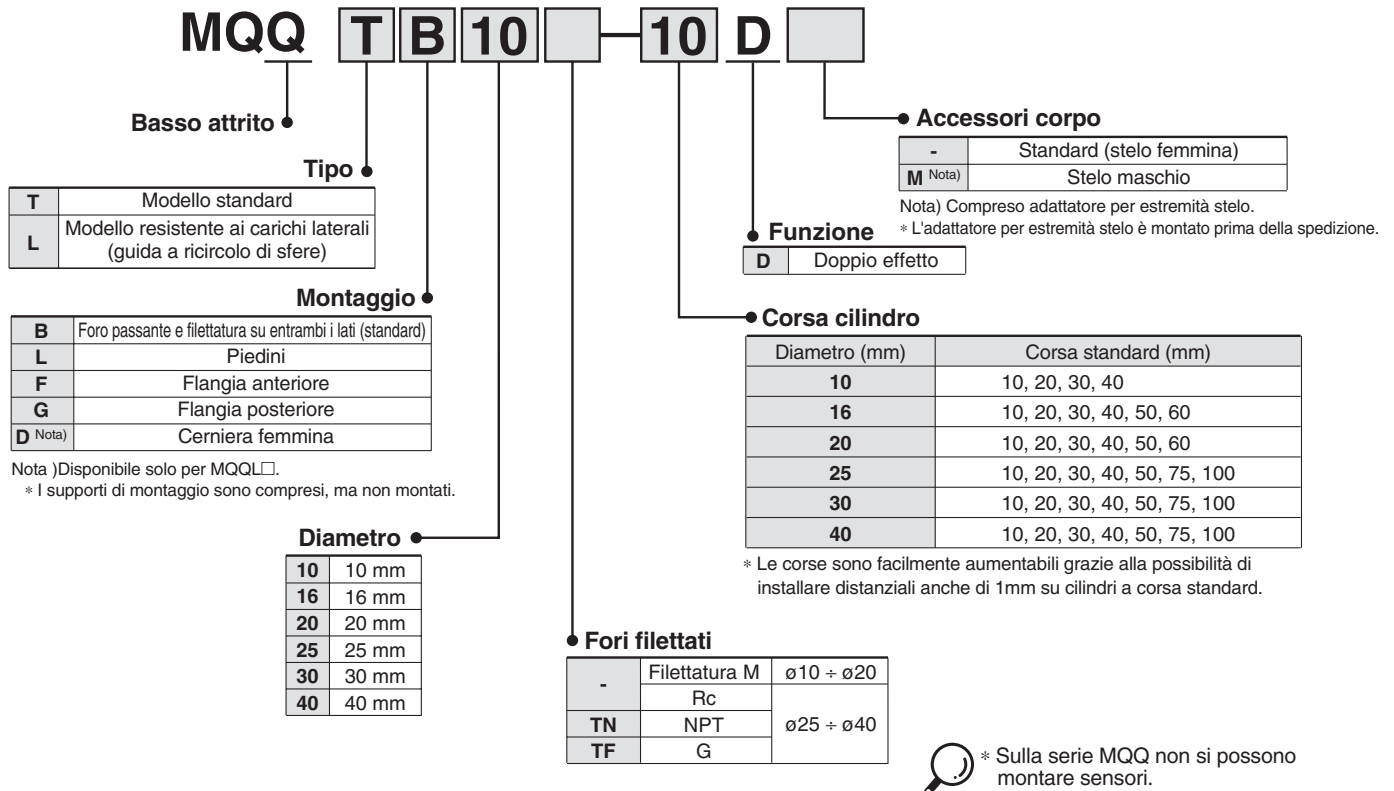 MQQ T B 10 - 10 D
Basso attrito
Tipo
T Modello standard
L Modello resistente ai carichi laterali
(guida a ricircolo di sfere)
Montaggio
B Foro passante e filettatura su entrambi i lati (standard)
L Piedini
F Flangia anteriore
G Flangia posteriore
D Nota) Cerniera femmina
Nota )Disponibile solo per MQQL□.
* I supporti di montaggio sono compresi, ma non montati.
Diametro
10 10 mm
16 16 mm
20 20 mm
25 25 mm
30 30 mm
40 40 mm
Fori filettati
- Filettatura M ø10 ÷ ø20
Rc
TN NPT ø25 ÷ ø40
TF G
Corsa cilindro
Diametro (mm) Corsa standard (mm)
10 10, 20, 30, 40
16 10, 20, 30, 40, 50, 60
20 10, 20, 30, 40, 50, 60
25 10, 20, 30, 40, 50, 75, 100
30 10, 20, 30, 40, 50, 75, 100
40 10, 20, 30, 40, 50, 75, 100
* Le corse sono facilmente aumentabili grazie alla possibilità di
installare distanziali anche di 1mm su cilindri a corsa standard.
Funzione
D Doppio effetto
Accessori corpo
- Standard (stelo femmina)
M Nota) Stelo maschio
Nota) Compreso adattatore per estremità stelo.
* L'adattatore per estremità stelo è montato prima della spedizione.
* Sulla serie MQQ non si possono
montare sensori.